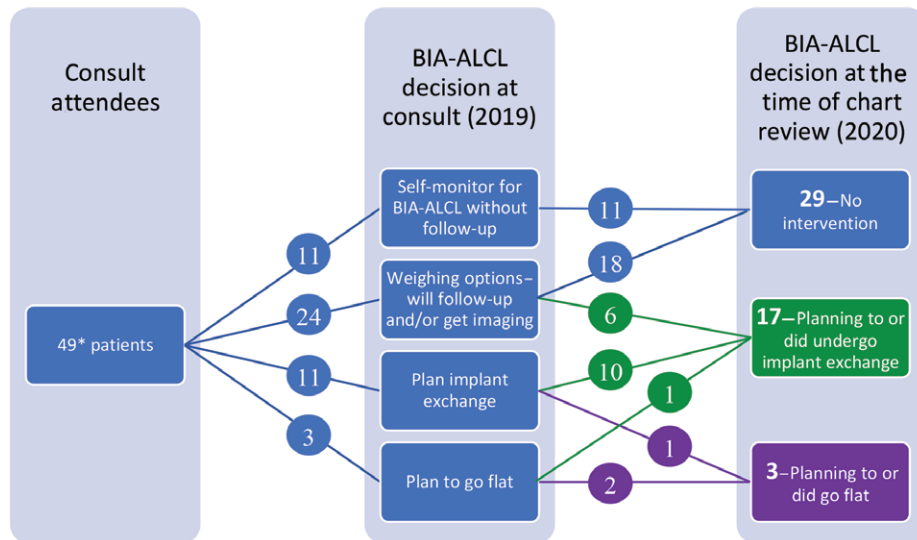 Consult
attendees
49* patients
11
24
11
3
BIA-ALCL
decision at
consult (2019)
Self-monitor for
BIA-ALCL without
follow-up
Weighing options–
will follow-up
and/or get imaging
Plan implant
exchange
Plan to go flat
11
18
6
10
1
1
2
BIA-ALCL
decision at the
time of chart
review (2020)
29–No
intervention
17–Planning to or
did undergo
implant exchange
3–Planning to or
did go flat